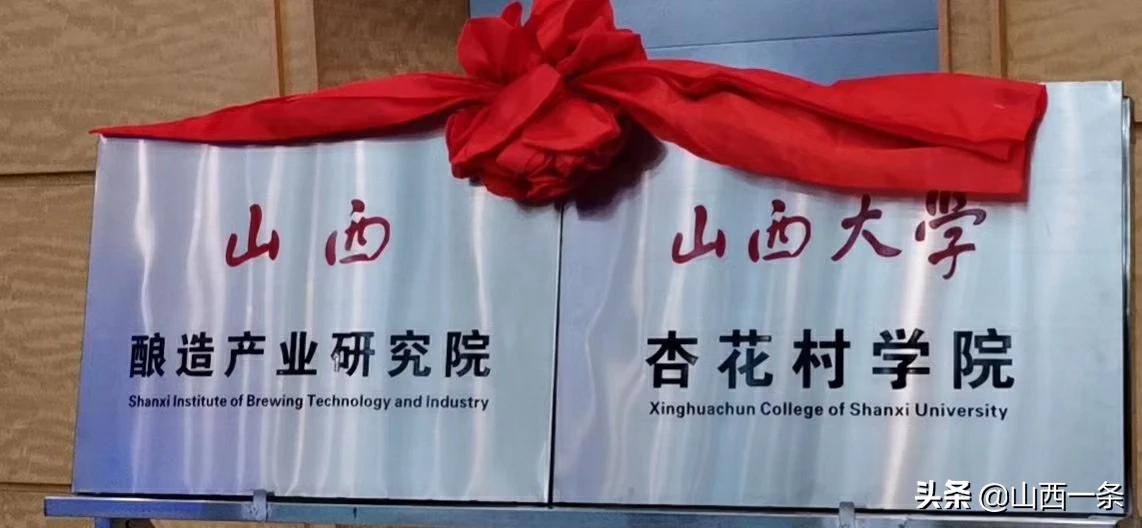 山西
酿造产业研究院
Shanxi Institute of Brewing Technology and Industry
山西大学
杏花村学院
Xinghuachun College of Shanxi University
头条 @山西一条